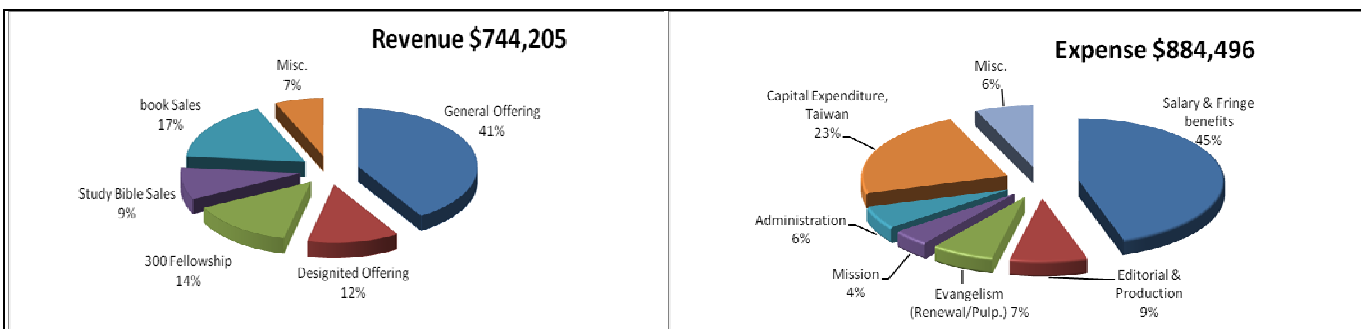 Revenue $744,205
Misc.
7%
book Sales
17%
General Offering
41%
Study Bible Sales
9%
300 Fellowship
14%
Designited Offering
12%
Expense $884,496
Misc.
6%
Capital Expenditure,
Taiwan
23%
Salary & Fringe
benefits
45%
Administration
6%
Mission
4%
Evangelism
(Renewal/Pulp.) 7%
Editorial &
Production
9%